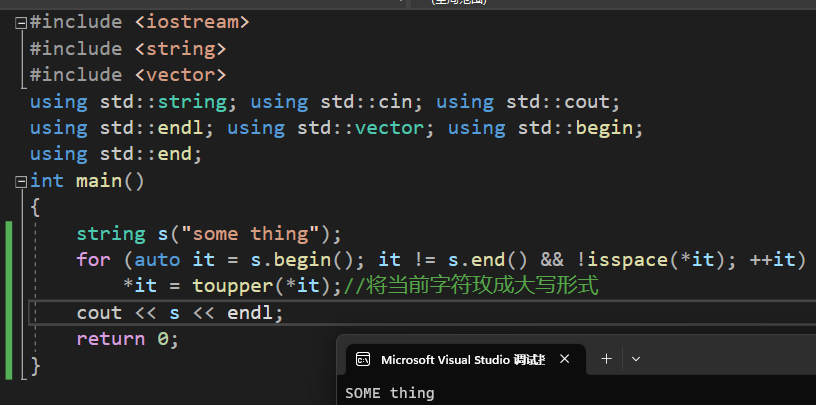 (全局范围)
#include <iostream>
#include <string>
#include <vector>
using std::string; using std::cin; using std::cout;
using std::endl; using std::vector; using std::begin;
using std::end;
int main()
{
string s("some thing");
for (auto it = s.begin(); it != s.end() && !isspace(*it); ++it)
*it = toupper(*it);//将当前字符玫成大写形式
cout << s << endl;
return 0;
}
Microsoft Visual Studio 调试
SOME thing